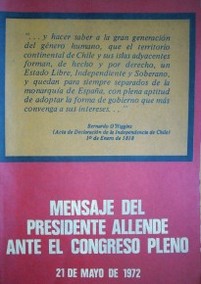 ". . . y hacer saber a la gran generación
del género humano, que el territorio
continental de Chile y sus islas adyacentes
forman, de hecho y por derecho, un
Estado Libre, Independiente y Soberano,
y quedan para siempre separados de
la monarquía de España, con plena aptitud
de adoptar la forma de gobierno que más
convenga a sus intereses. . ."
Bernardo O'Higgins
(Acta de Declaración de la Independencia de Chile)
1º de Enero de 1818
MENSAJE DEL
PRESIDENTE ALLENDE
ANTE EL CONGRESO PLENO
21 DE MAYO DE 1972